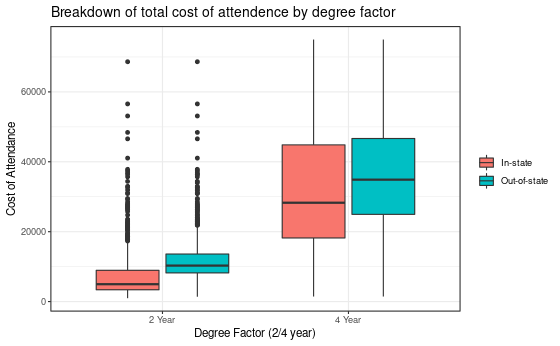 Breakdown of total cost of attendence by degree factor
Cost of Attendance
60000
40000
20000
0
2 Year
4 Year
Degree Factor (2/4 year)
In-state
Out-of-state